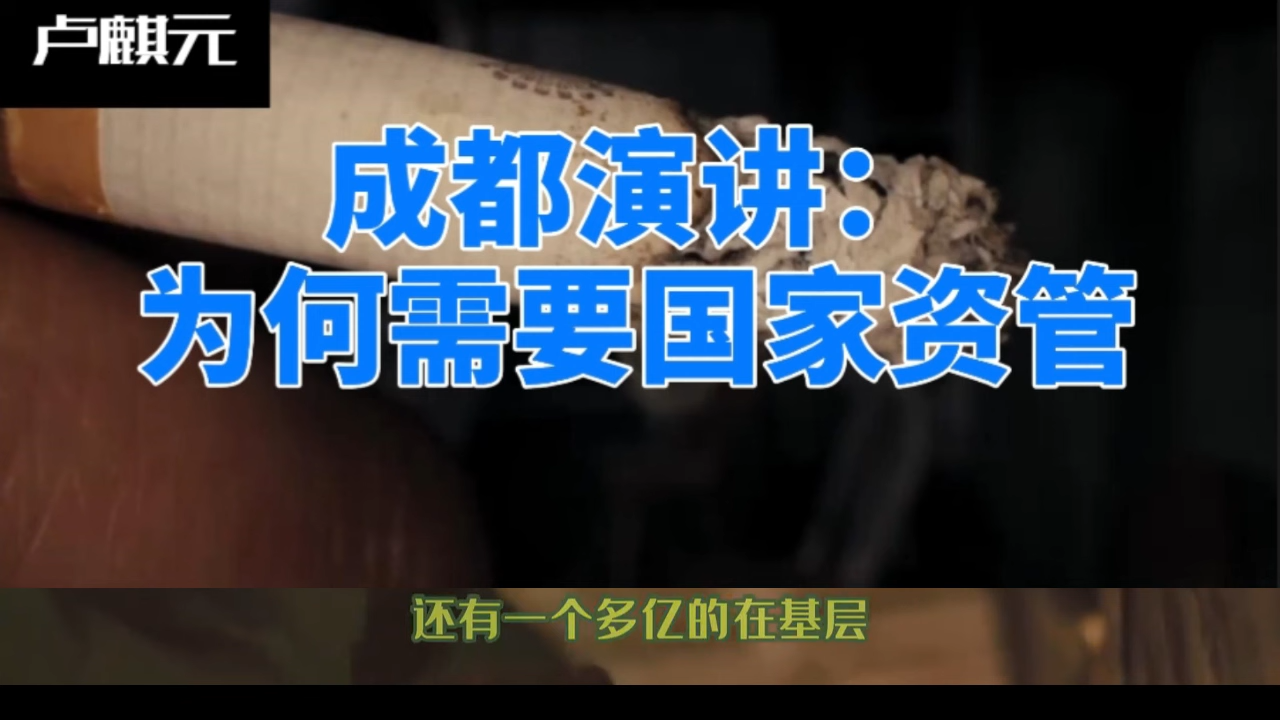 卢麒元
成都演讲：
为何需要国家资管
还有一个多亿的在基层